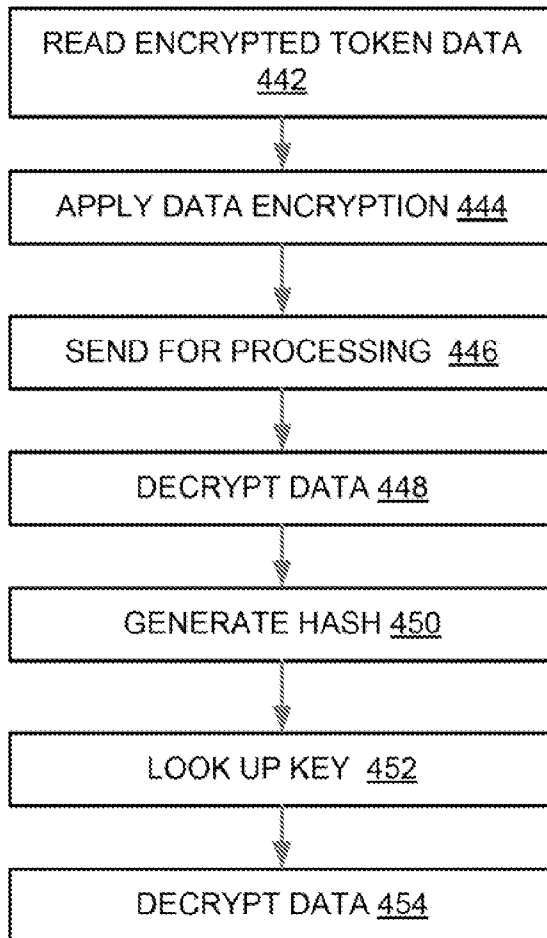 READ ENCRYPTED TOKEN DATA
442
APPLY DATA ENCRYPTION 444
SEND FOR PROCESSING 446
DECRYPT DATA 448
GENERATE HASH 450
LOOK UP KEY 452
DECRYPT DATA 454